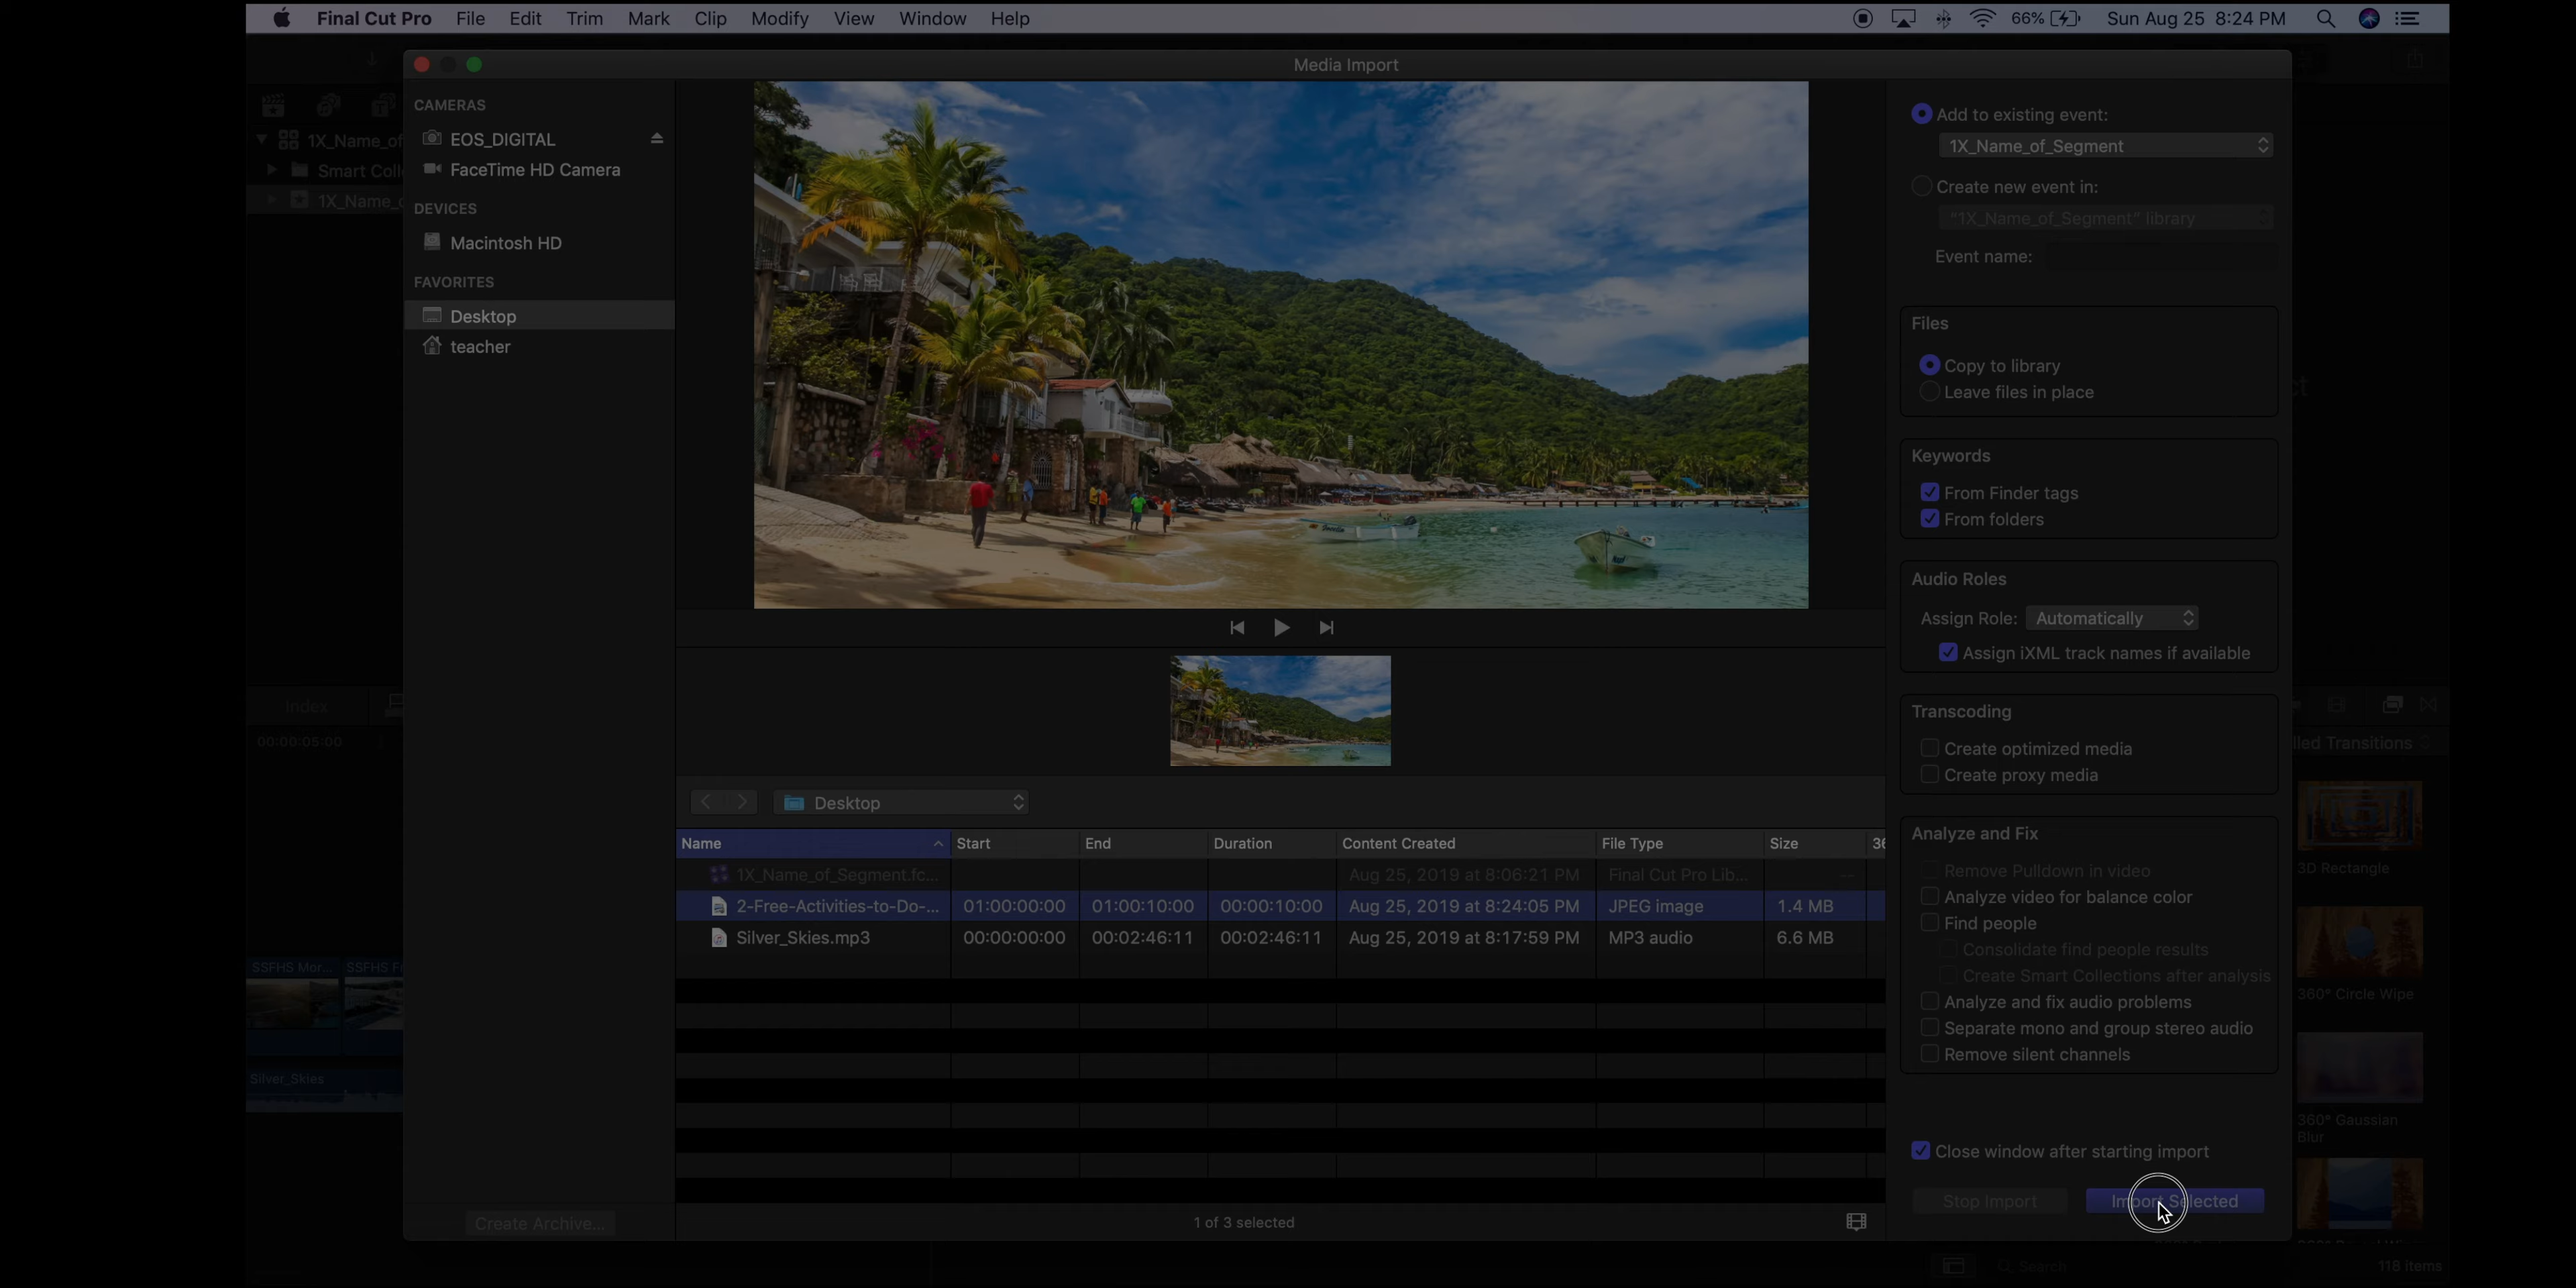 Final Cut Pro File Edit Trim Mark Clip Modify View Window Help 66% Sun Aug 25 8:24 PM
Media Import
CAMERAS
EOS_DIGITAL
FaceTime HD Camera
DEVICES
Macintosh HD
FAVORITES
Desktop
teacher
Create Archive...
1X_Name_of
Smart Coll
1X_Name_o
Index
00:00:05:00
SSFHS Mor... SSFHS F
Silver_Skies
Desktop
Name Start End Duration Content Created File Type Size 36
1X_Name_of_Segment.fc... Aug 25, 2019 at 8:06:21 PM Final Cut Pro Lib... --
2-Free-Activities-to-Do-... 01:00:00:00 01:00:10:00 00:00:10:00 Aug 25, 2019 at 8:24:05 PM JPEG image 1.4 MB
Silver_Skies.mp3 00:00:00:00 00:02:46:11 00:02:46:11 Aug 25, 2019 at 8:17:59 PM MP3 audio 6.6 MB
1 of 3 selected
Add to existing event:
1X_Name_of_Segment
Create new event in:
"1X_Name_of_Segment" library
Event name:
Files
Copy to library
Leave files in place
Keywords
From Finder tags
From folders
Audio Roles
Assign Role: Automatically
Assign iXML track names if available
Transcoding
Create optimized media
Create proxy media
Analyze and Fix
Remove Pulldown in video
Analyze video for balance color
Find people
Consolidate find people results
Create Smart Collections after analysis
Analyze and fix audio problems
Separate mono and group stereo audio
Remove silent channels
Close window after starting import
Stop Import Import Selected
lled Transitions
3D Rectangle
360° Circle Wipe
360° Gaussian
Blur
Search
118 items